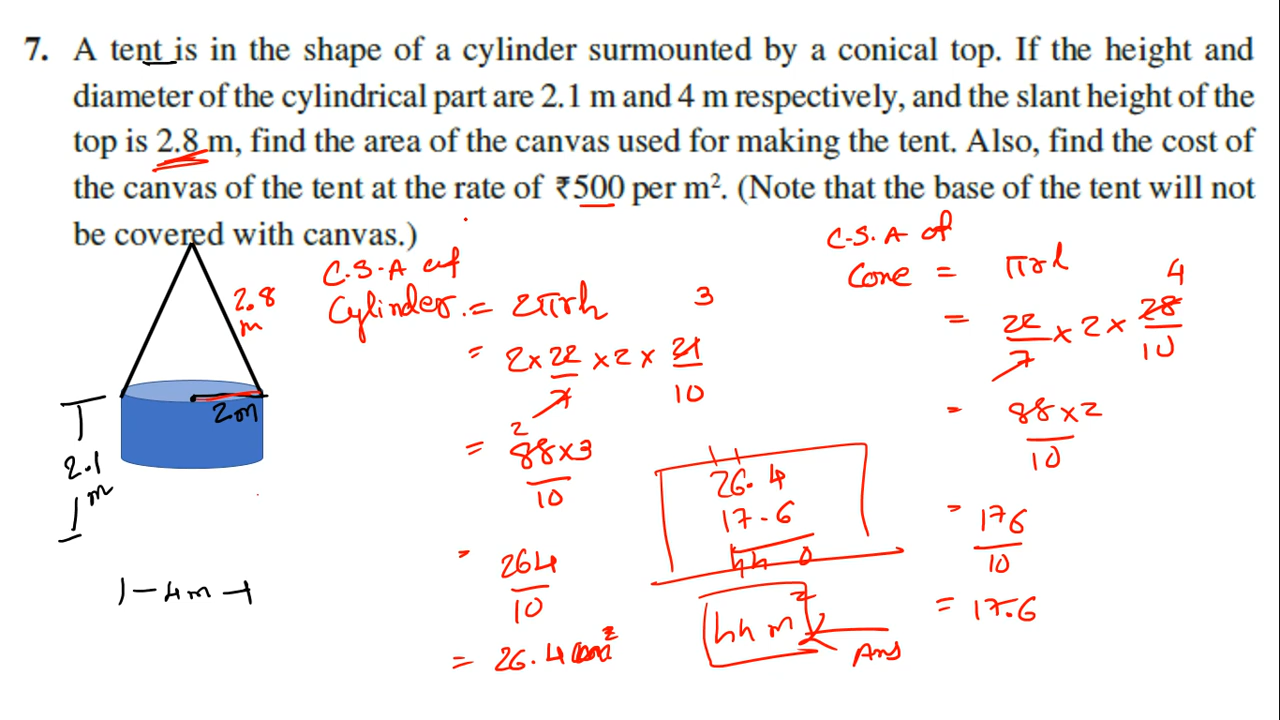 7. A tent is in the shape of a cylinder surmounted by a conical top. If the height and
diameter of the cylindrical part are 2.1 m and 4 m respectively, and the slant height of the
top is 2.8 m, find the area of the canvas used for making the tent. Also, find the cost of
the canvas of the tent at the rate of ₹500 per m². (Note that the base of the tent will not
be covered with canvas.)
2.8
m
2m
2.1
m
4m
C.S.A of
Cylinder = 2πrh
3
= 2 × 22/7 × 2 × 21/10
2
= 88×3/10
= 264/10
= 26.4 m²
26.4
17.6
44 0
44 m²
Ans
C.S.A of
Cone = πrl
4
= 22/7 × 2 × 28/10
= 88×2/10
= 176/10
= 17.6